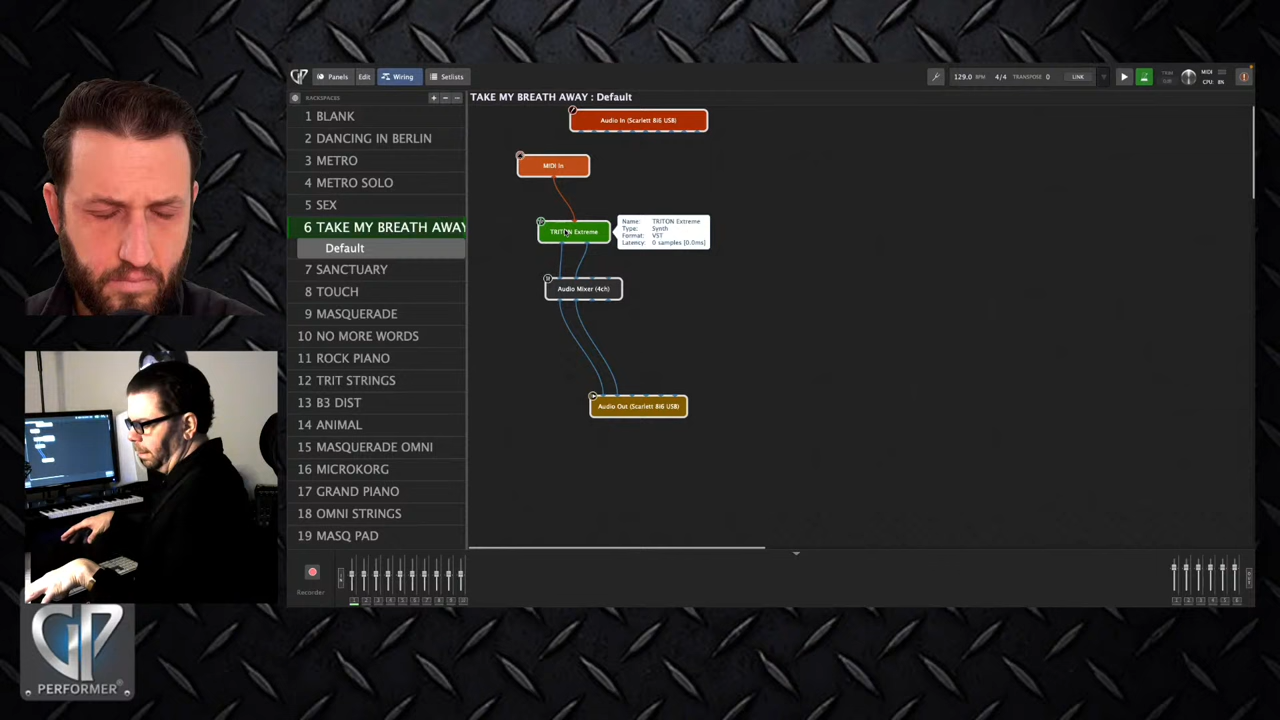 GP
Panels
Edit
Wiring
Setlists
129.0 BPM
4/4
TRANSPOSE 0
LINK
MIDI
CPU: 8%
RACKSPACES
TAKE MY BREATH AWAY : Default
1 BLANK
2 DANCING IN BERLIN
3 METRO
4 METRO SOLO
5 SEX
6 TAKE MY BREATH AWAY
Default
7 SANCTUARY
8 TOUCH
9 MASQUERADE
10 NO MORE WORDS
11 ROCK PIANO
12 TRIT STRINGS
13 B3 DIST
14 ANIMAL
15 MASQUERADE OMNI
16 MICROKORG
17 GRAND PIANO
18 OMNI STRINGS
19 MASQ PAD
Audio In (Scarlett 8i6 USB)
MIDI In
TRITON Extreme
Name: TRITON Extreme
Type: Synth
Format: VST
Latency: 0 samples [0.0ms]
Audio Mixer (4ch)
Audio Out (Scarlett 8i6 USB)
Recorder
GP
PERFORMER